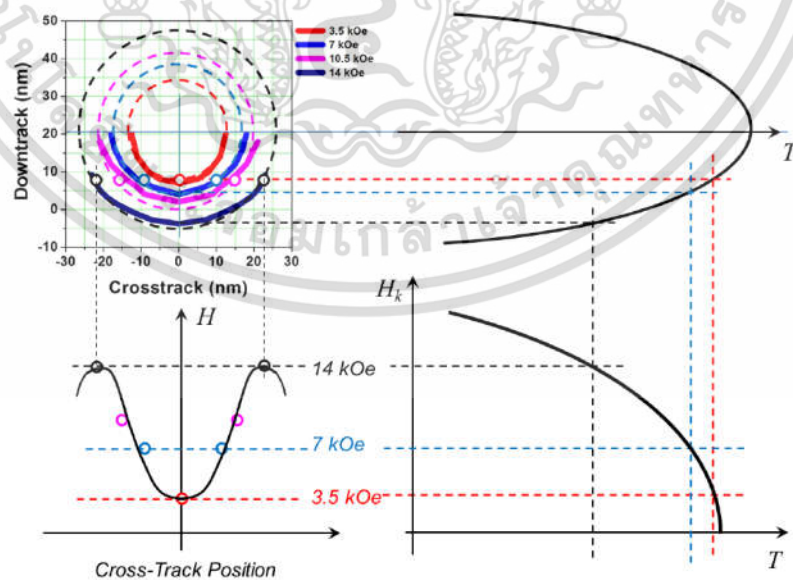 50
40
30
20
10
0
-10
-30 -20 -10 0 10 20 30
Downtrack (nm)
Crosstrack (nm)
3.5 kOe
7 kOe
10.5 kOe
14 kOe
T
H
H_k
14 kOe
7 kOe
3.5 kOe
Cross-Track Position
T